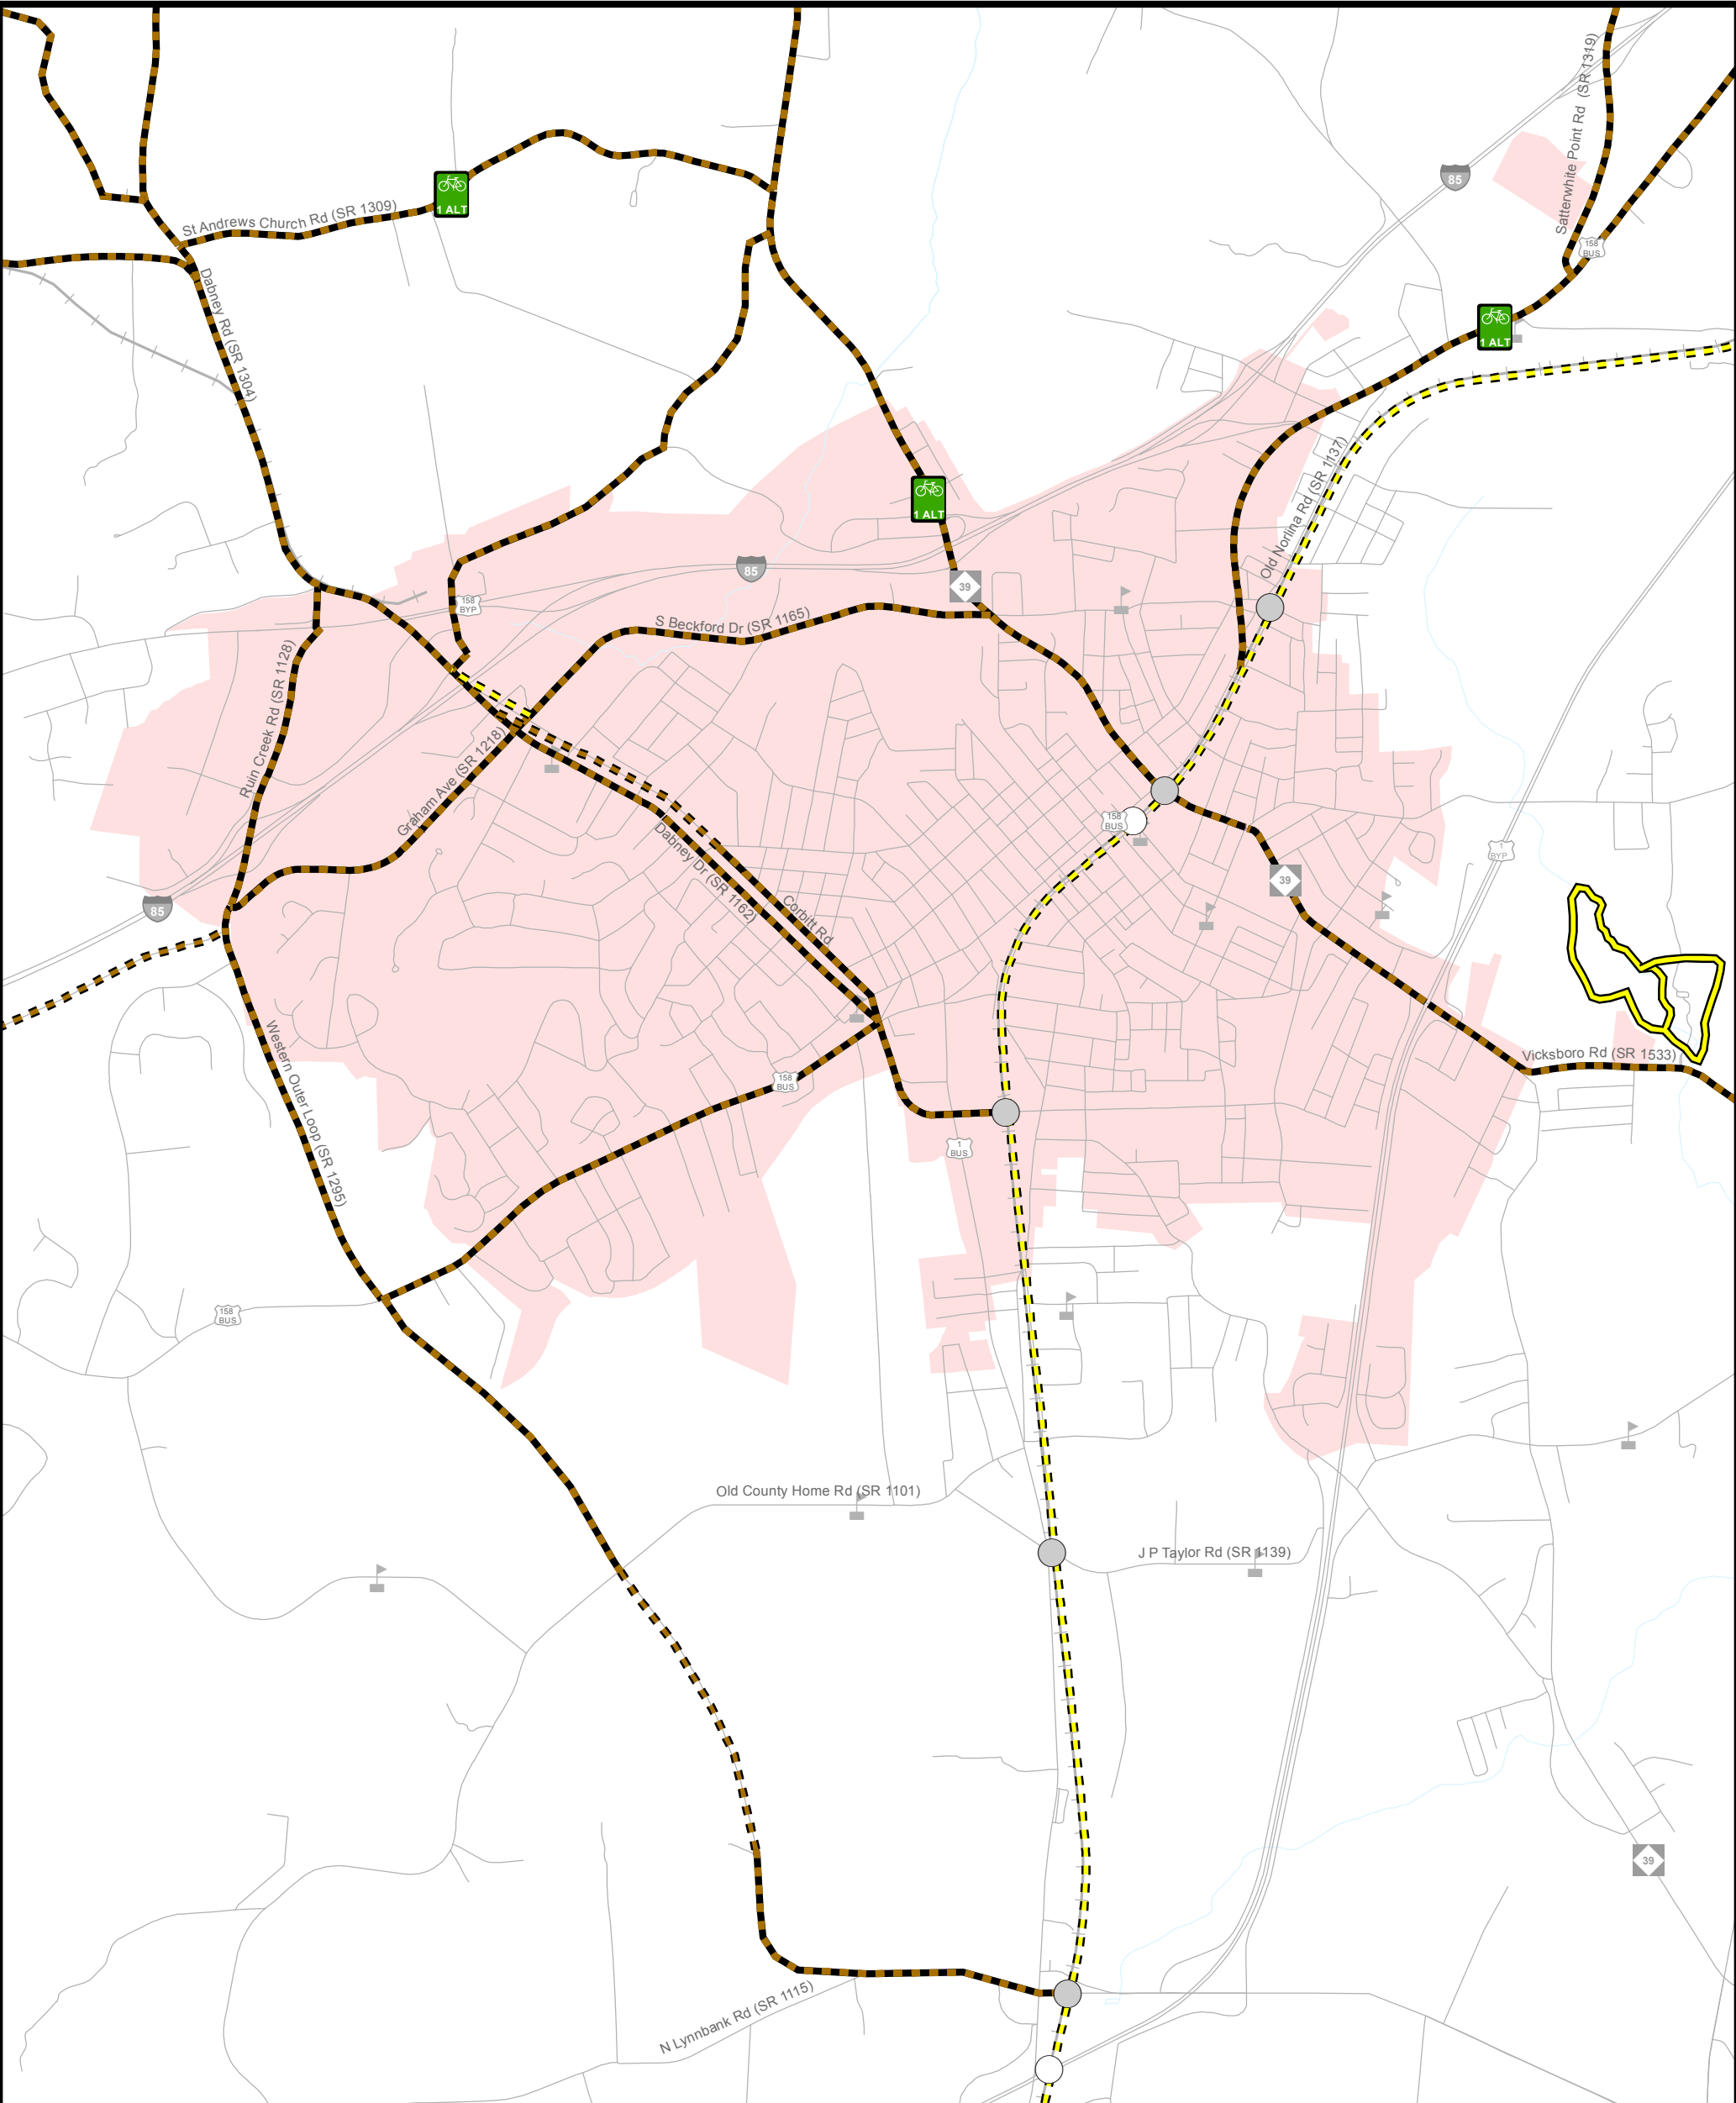 Satterwhite Point Rd (SR 1319)
85
1 ALT
St Andrews Church Rd (SR 1309)
158
BUS
Dabney Rd (SR 1304)
1 ALT
Old Norlina Rd (SR 1137)
1 ALT
85
39
158
BYP
S Beckford Dr (SR 1165)
Ruin Creek Rd (SR 1128)
Graham Ave (SR 1218)
158
BUS
Dabney Dr (SR 1162)
Corbitt Rd
1
BYP
39
85
Western Outer Loop (SR 1295)
Vicksboro Rd (SR 1533)
158
BUS
1
BUS
158
BUS
Old County Home Rd (SR 1101)
J P Taylor Rd (SR 1139)
39
N Lynnbank Rd (SR 1115)